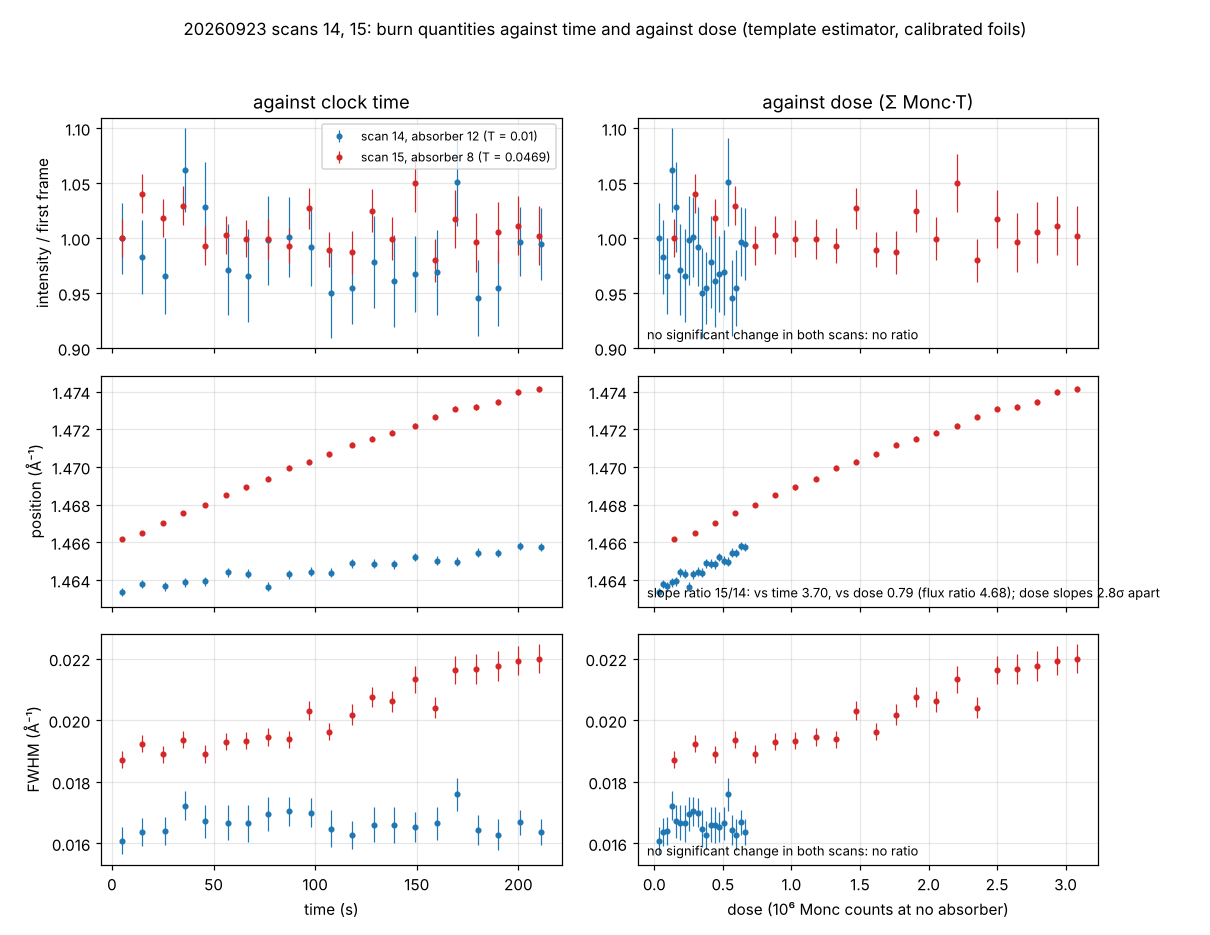 20260923 scans 14, 15: burn quantities against time and against dose (template estimator, calibrated foils)
against clock time
against dose (Σ Monc·T)
intensity / first frame
1.10
1.05
1.00
0.95
0.90
scan 14, absorber 12 (T = 0.01)
scan 15, absorber 8 (T = 0.0469)
1.10
1.05
1.00
0.95
0.90
no significant change in both scans: no ratio
position (Å⁻¹)
1.474
1.472
1.470
1.468
1.466
1.464
1.474
1.472
1.470
1.468
1.466
1.464
slope ratio 15/14: vs time 3.70, vs dose 0.79 (flux ratio 4.68); dose slopes 2.8σ apart
FWHM (Å⁻¹)
0.022
0.020
0.018
0.016
0 50 100 150 200
time (s)
0.022
0.020
0.018
0.016
no significant change in both scans: no ratio
0.0 0.5 1.0 1.5 2.0 2.5 3.0
dose (10⁶ Monc counts at no absorber)